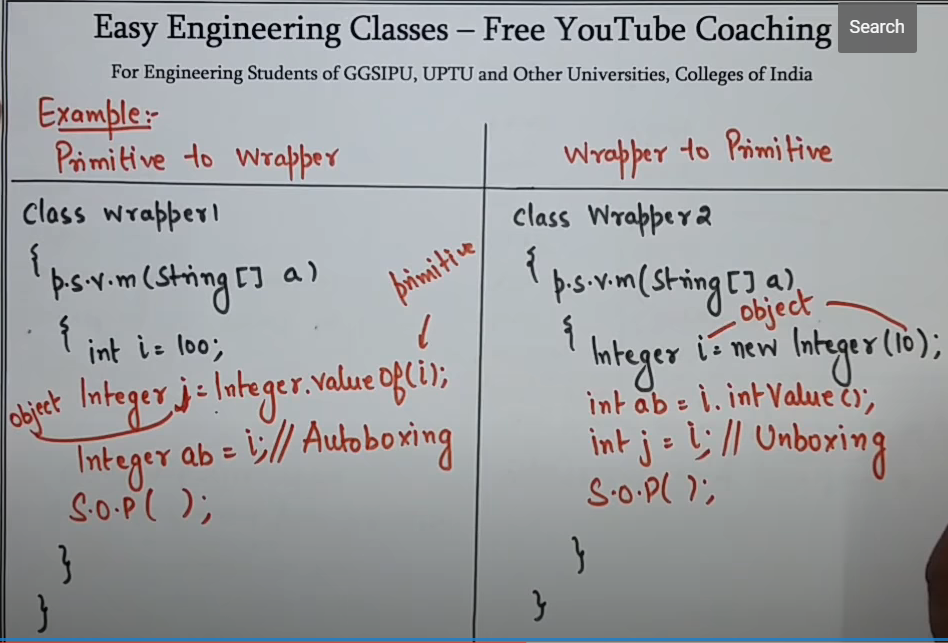 Easy Engineering Classes – Free YouTube Coaching
Search
For Engineering Students of GGSIPU, UPTU and Other Universities, Colleges of India
Example:-
Primitive to Wrapper
Class Wrapper1
{
p.s.v.m(String[] a)
primitive
{
int i= 100;
object Integer j= Integer.valueOf(i);
Integer ab = i;// Autoboxing
S.O.P( );
}
}
Wrapper to Primitive
class Wrapper2
{
p.s.v.m(String[] a)
object
{ Integer i= new Integer(10);
int ab = i.intValue();
int j = i; // Unboxing
S.O.P( );
}
}